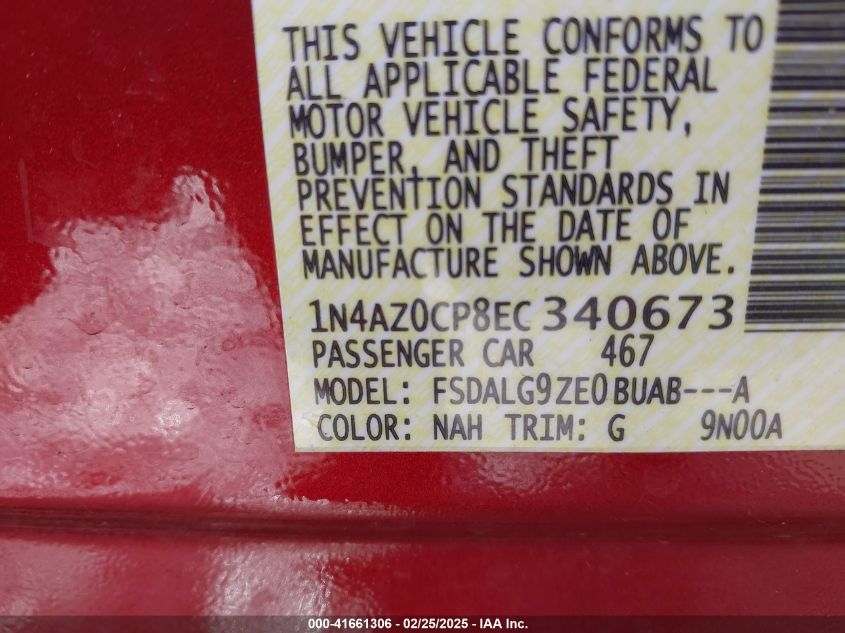 THIS VEHICLE CONFORMS TO
ALL APPLICABLE FEDERAL
MOTOR VEHICLE SAFETY,
BUMPER, AND THEFT
PREVENTION STANDARDS IN
EFFECT ON THE DATE OF
MANUFACTURE SHOWN ABOVE.
1N4AZ0CP8EC340673
PASSENGER CAR 467
MODEL: FSDALG9ZE0BUAB---A
COLOR: NAH TRIM: G 9N00A
000-41661306 - 02/25/2025 - IAA Inc.